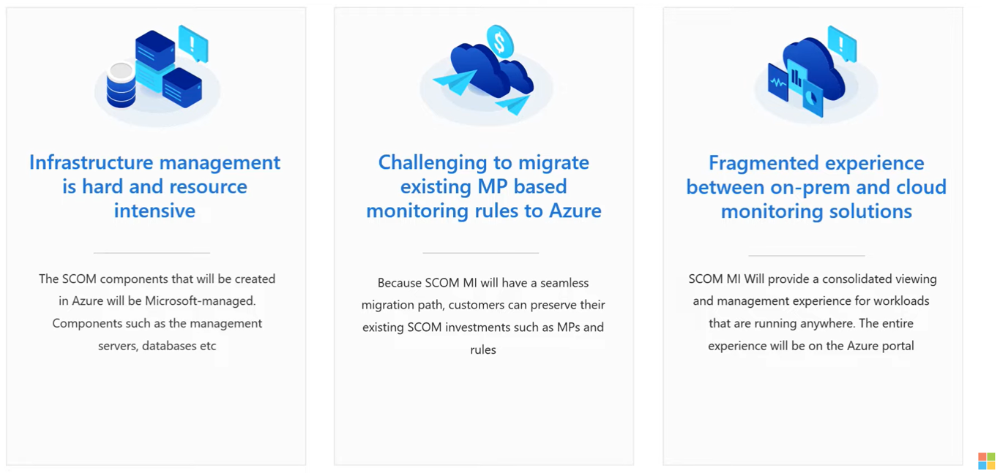 Infrastructure management
is hard and resource
intensive
The SCOM components that will be created
in Azure will be Microsoft-managed.
Components such as the management
servers, databases etc
$
Challenging to migrate
existing MP based
monitoring rules to Azure
Because SCOM MI will have a seamless
migration path, customers can preserve their
existing SCOM investments such as MPs and
rules
Fragmented experience
between on-prem and cloud
monitoring solutions
SCOM MI Will provide a consolidated viewing
and management experience for workloads
that are running anywhere. The entire
experience will be on the Azure portal